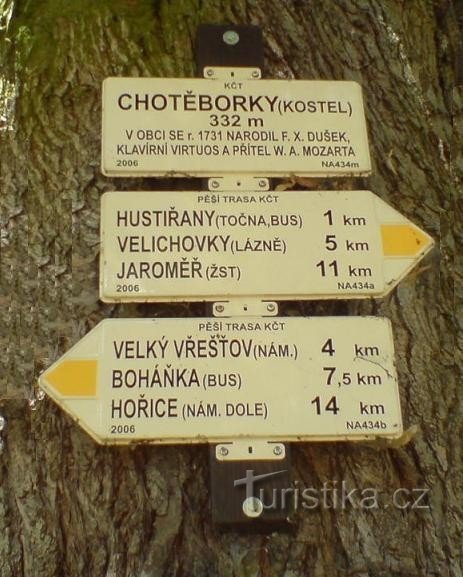 KČT
CHOTĚBORKY (KOSTEL)
332 m
V OBCI SE r. 1731 NARODIL F. X. DUŠEK,
KLAVÍRNÍ VIRTUOS A PŘÍTEL W. A. MOZARTA
2006 NA434m
PĚŠÍ TRASA KČT
HUSTIŘANY (TOČNA,BUS) 1 km
VELICHOVKY (LÁZNĚ) 5 km
JAROMĚŘ (ŽST) 11 km
2006 NA434a
PĚŠÍ TRASA KČT
VELKÝ VŘEŠŤOV (NÁM.) 4 km
BOHÁŇKA (BUS) 7,5 km
HOŘICE (NÁM. DOLE) 14 km
2006 NA434b
Turistika.cz